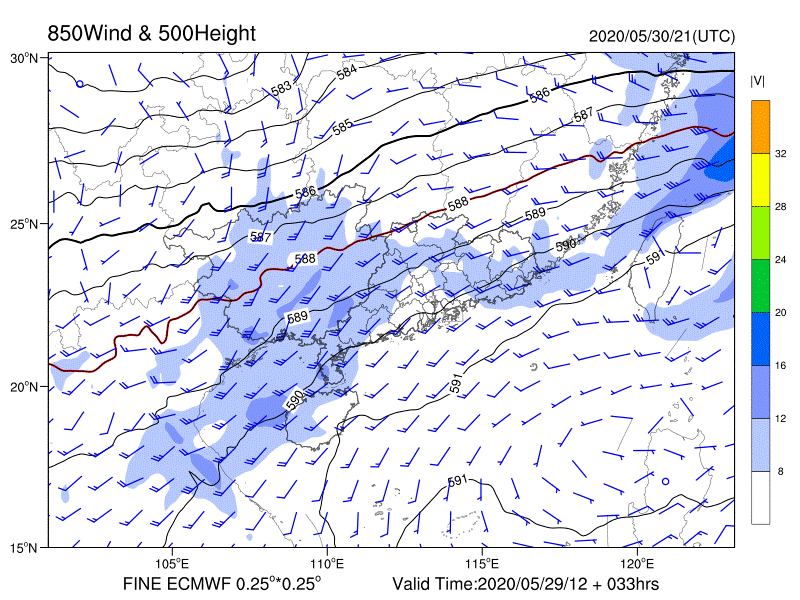 850Wind & 500Height
2020/05/30/21(UTC)
30°N
25°N
20°N
15°N
105°E
110°E
115°E
120°E
583
584
585
586
587
586
587
588
588
589
589
590
590
591
591
591
|V|
32
28
24
20
16
12
8
FINE ECMWF 0.25°*0.25°
Valid Time:2020/05/29/12 + 033hrs